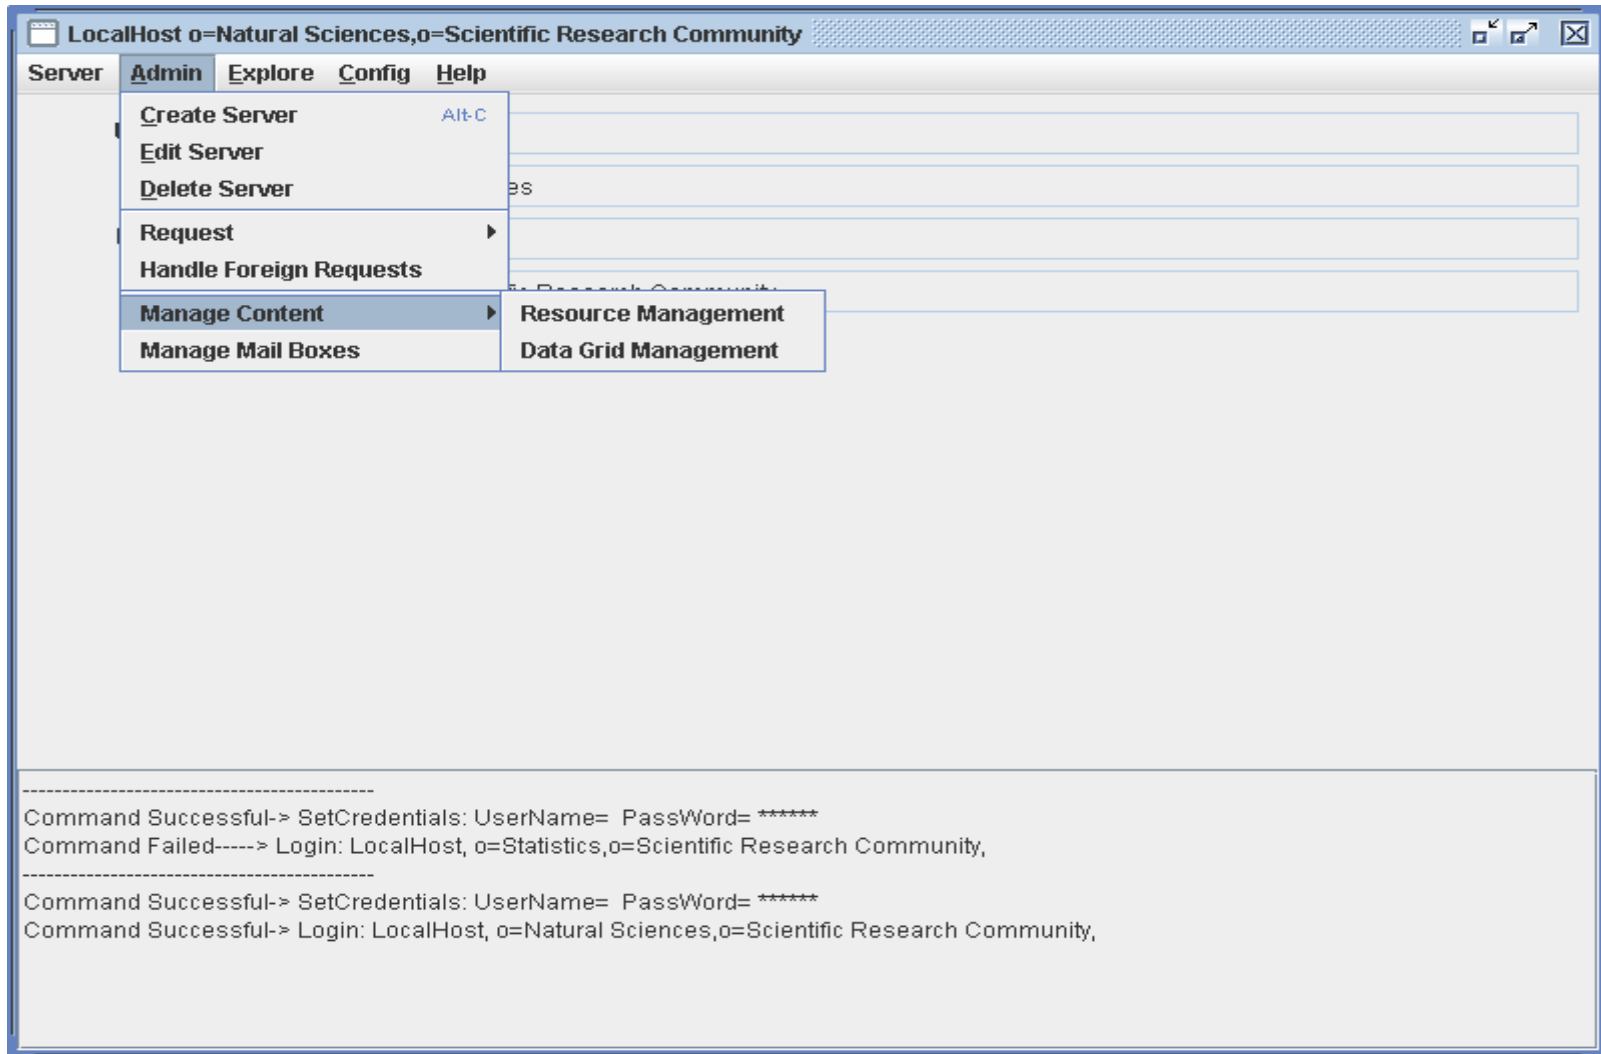 LocalHost o=Natural Sciences,o=Scientific Research Community
Server Admin Explore Config Help
Create Server Alt-C
Edit Server
Delete Server
Request
Handle Foreign Requests
Manage Content
Manage Mail Boxes
Resource Management
Data Grid Management
--------------------------------------------
Command Successful-> SetCredentials: UserName=  PassWord= ******
Command Failed-----> Login: LocalHost, o=Statistics,o=Scientific Research Community,
--------------------------------------------
Command Successful-> SetCredentials: UserName=  PassWord= ******
Command Successful-> Login: LocalHost, o=Natural Sciences,o=Scientific Research Community,